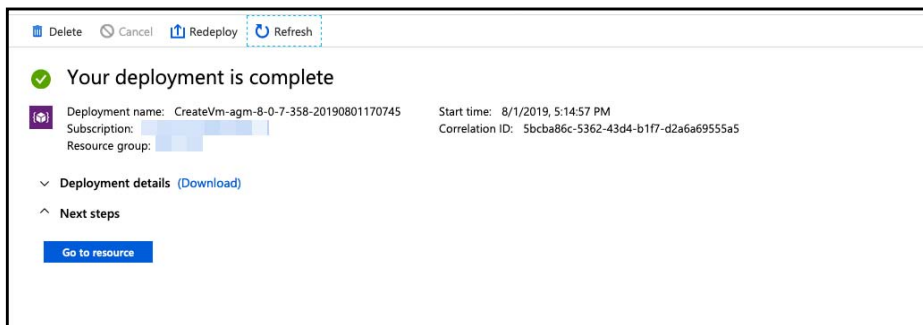 Delete Cancel Redeploy Refresh
Your deployment is complete
Deployment name: CreateVm-agm-8-0-7-358-20190801170745 Start time: 8/1/2019, 5:14:57 PM
Subscription: Correlation ID: 5bcba86c-5362-43d4-b1f7-d2a6a69555a5
Resource group:
Deployment details (Download)
Next steps
Go to resource